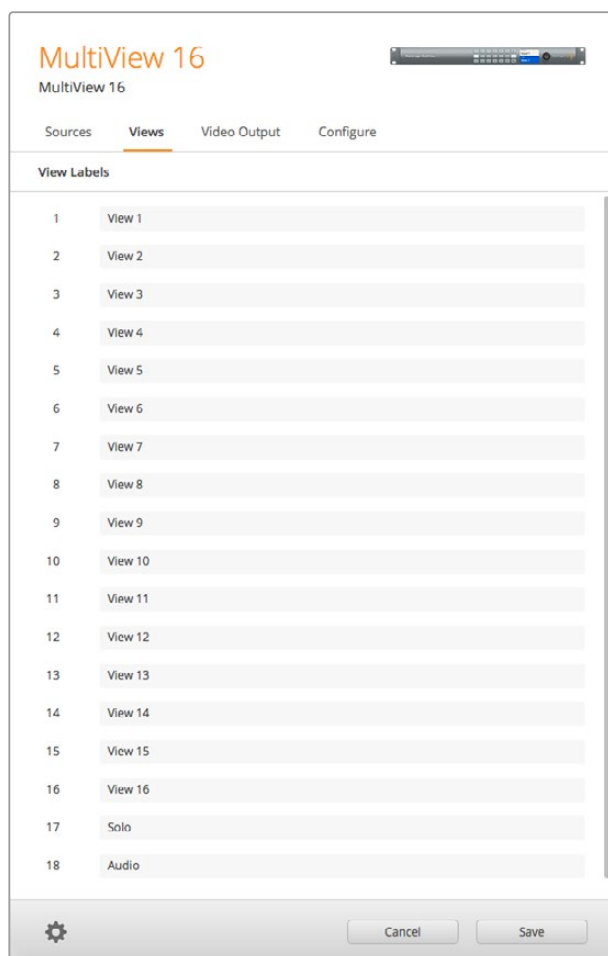 MultiView 16
MultiView 16
Sources Views Video Output Configure
View Labels
1 View 1
2 View 2
3 View 3
4 View 4
5 View 5
6 View 6
7 View 7
8 View 8
9 View 9
10 View 10
11 View 11
12 View 12
13 View 13
14 View 14
15 View 15
16 View 16
17 Solo
18 Audio
Cancel Save